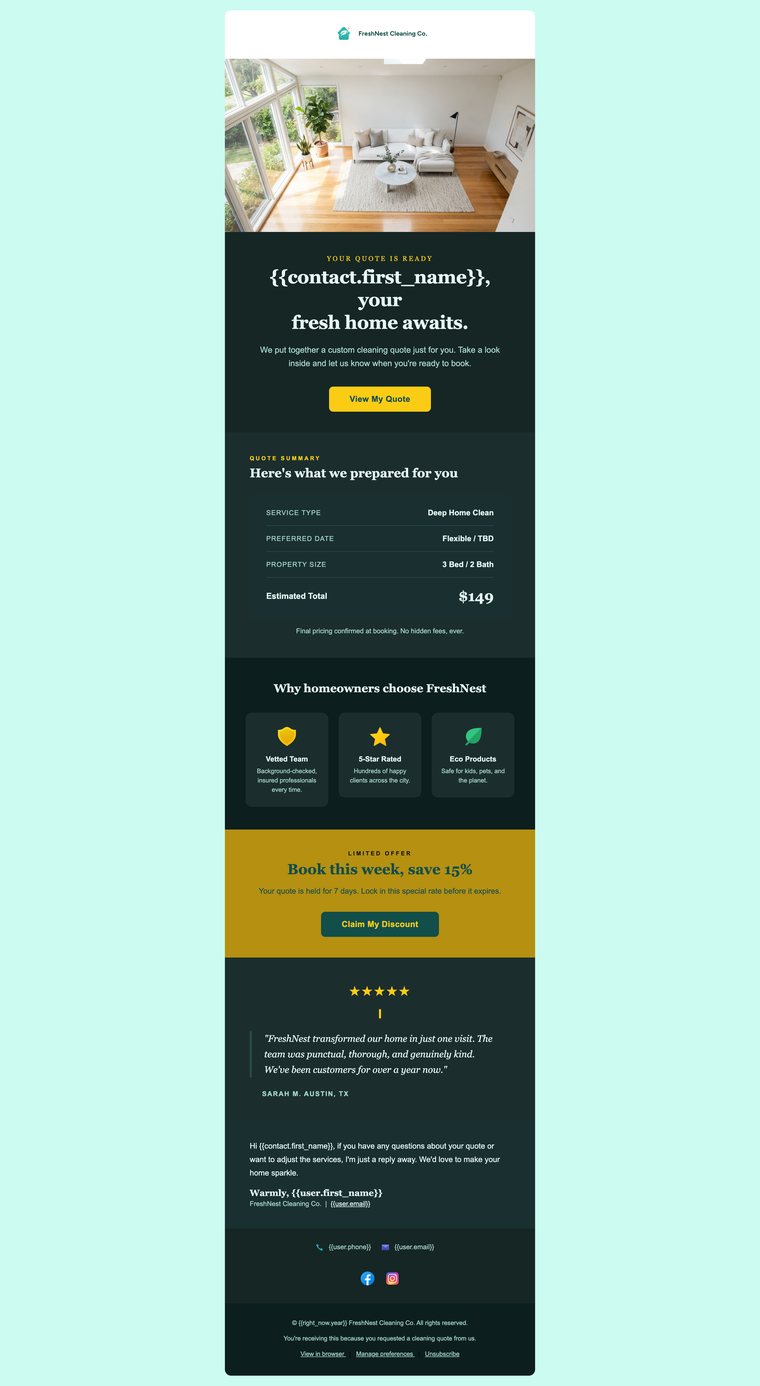 FreshNest Cleaning Co.
YOUR QUOTE IS READY
{{contact.first_name}},
your
fresh home awaits.
We put together a custom cleaning quote just for you. Take a look
inside and let us know when you're ready to book.
View My Quote
QUOTE SUMMARY
Here's what we prepared for you
SERVICE TYPE Deep Home Clean
PREFERRED DATE Flexible / TBD
PROPERTY SIZE 3 Bed / 2 Bath
Estimated Total $149
Final pricing confirmed at booking. No hidden fees, ever.
Why homeowners choose FreshNest
Vetted Team
Background-checked,
insured professionals
every time.
5-Star Rated
Hundreds of happy
clients across the city.
Eco Products
Safe for kids, pets, and
the planet.
LIMITED OFFER
Book this week, save 15%
Your quote is held for 7 days. Lock in this special rate before it expires.
Claim My Discount
★★★★★
"FreshNest transformed our home in just one visit. The
team was punctual, thorough, and genuinely kind.
We've been customers for over a year now."
SARAH M. AUSTIN, TX
Hi {{contact.first_name}}, if you have any questions about your quote or
want to adjust the services, I'm just a reply away. We'd love to make your
home sparkle.
Warmly, {{user.first_name}}
FreshNest Cleaning Co. | {{user.email}}
{{user.phone}} {{user.email}}
© {{right_now.year}} FreshNest Cleaning Co. All rights reserved.
You're receiving this because you requested a cleaning quote from us.
View in browser Manage preferences Unsubscribe